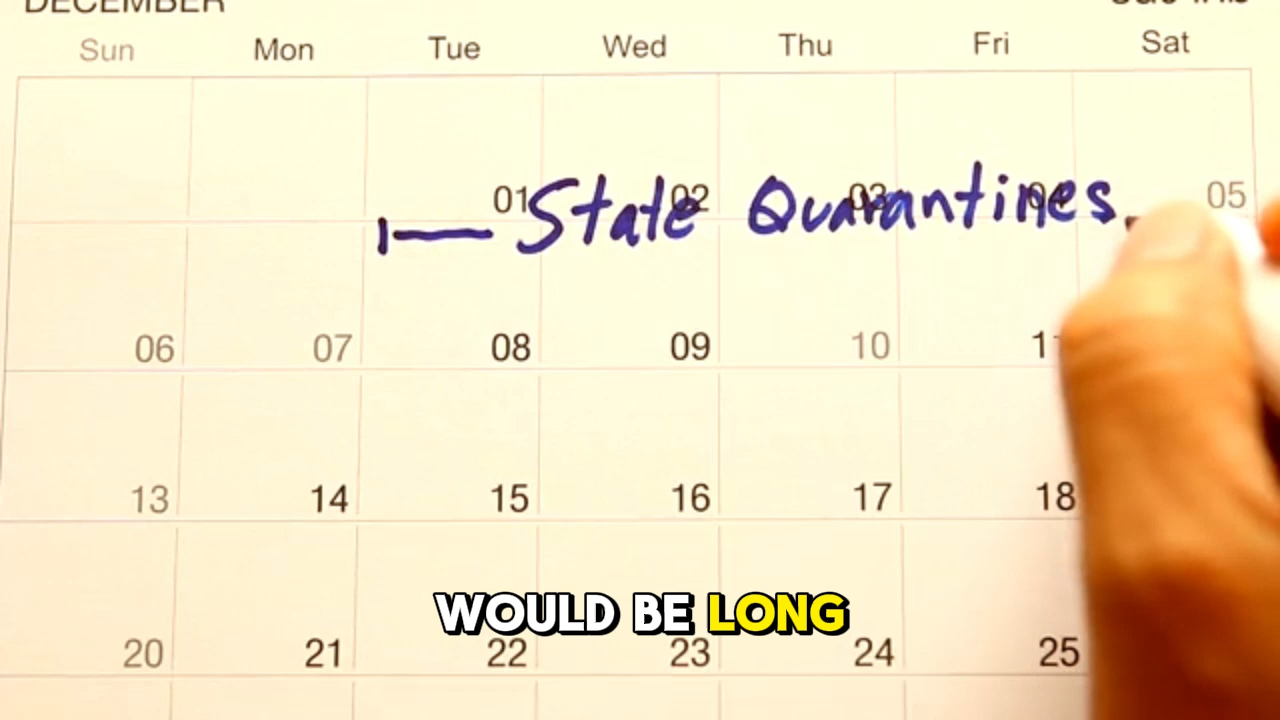 DECEMBER
Sun Mon Tue Wed Thu Fri Sat
01 02 03 04 05
State Quarantines
06 07 08 09 10
13 14 15 16 17 18
WOULD BE LONG
20 21 22 23 24 25